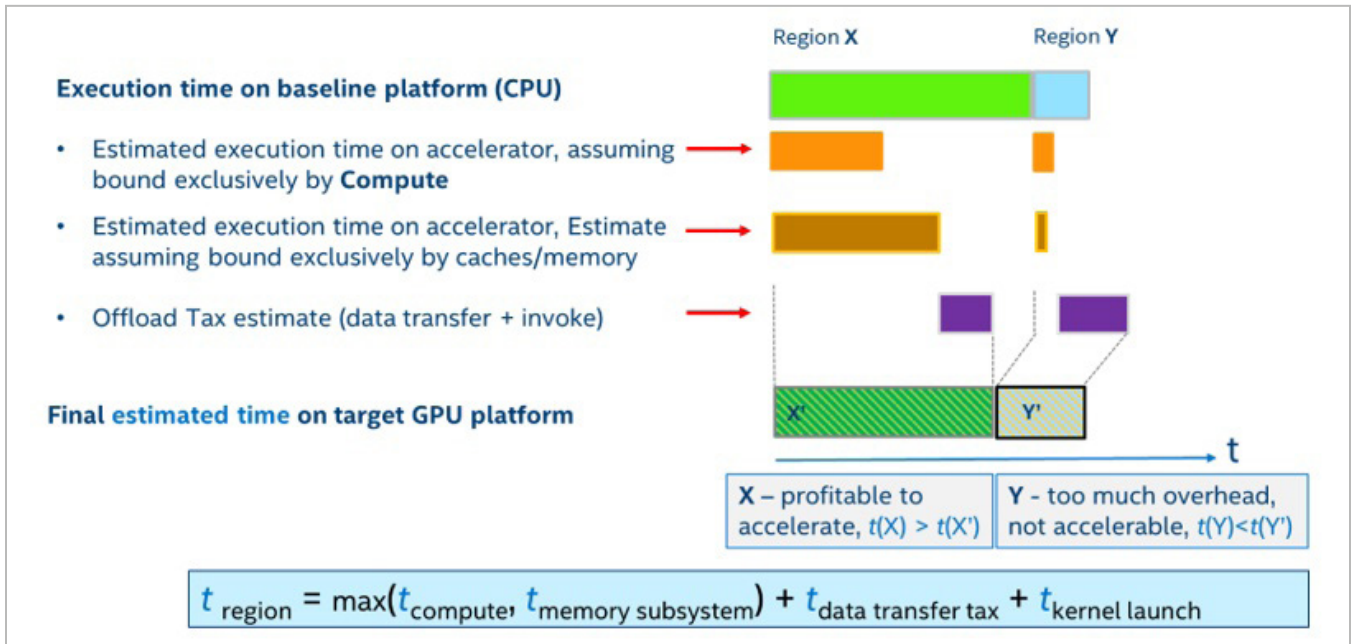 Region X
Region Y
Execution time on baseline platform (CPU)
• Estimated execution time on accelerator, assuming
bound exclusively by Compute
• Estimated execution time on accelerator, Estimate
assuming bound exclusively by caches/memory
• Offload Tax estimate (data transfer + invoke)
Final estimated time on target GPU platform
X'
Y'
t
X – profitable to
accelerate, t(X) > t(X')
Y - too much overhead,
not accelerable, t(Y)<t(Y')
t region = max(t compute, t memory subsystem) + t data transfer tax + t kernel launch